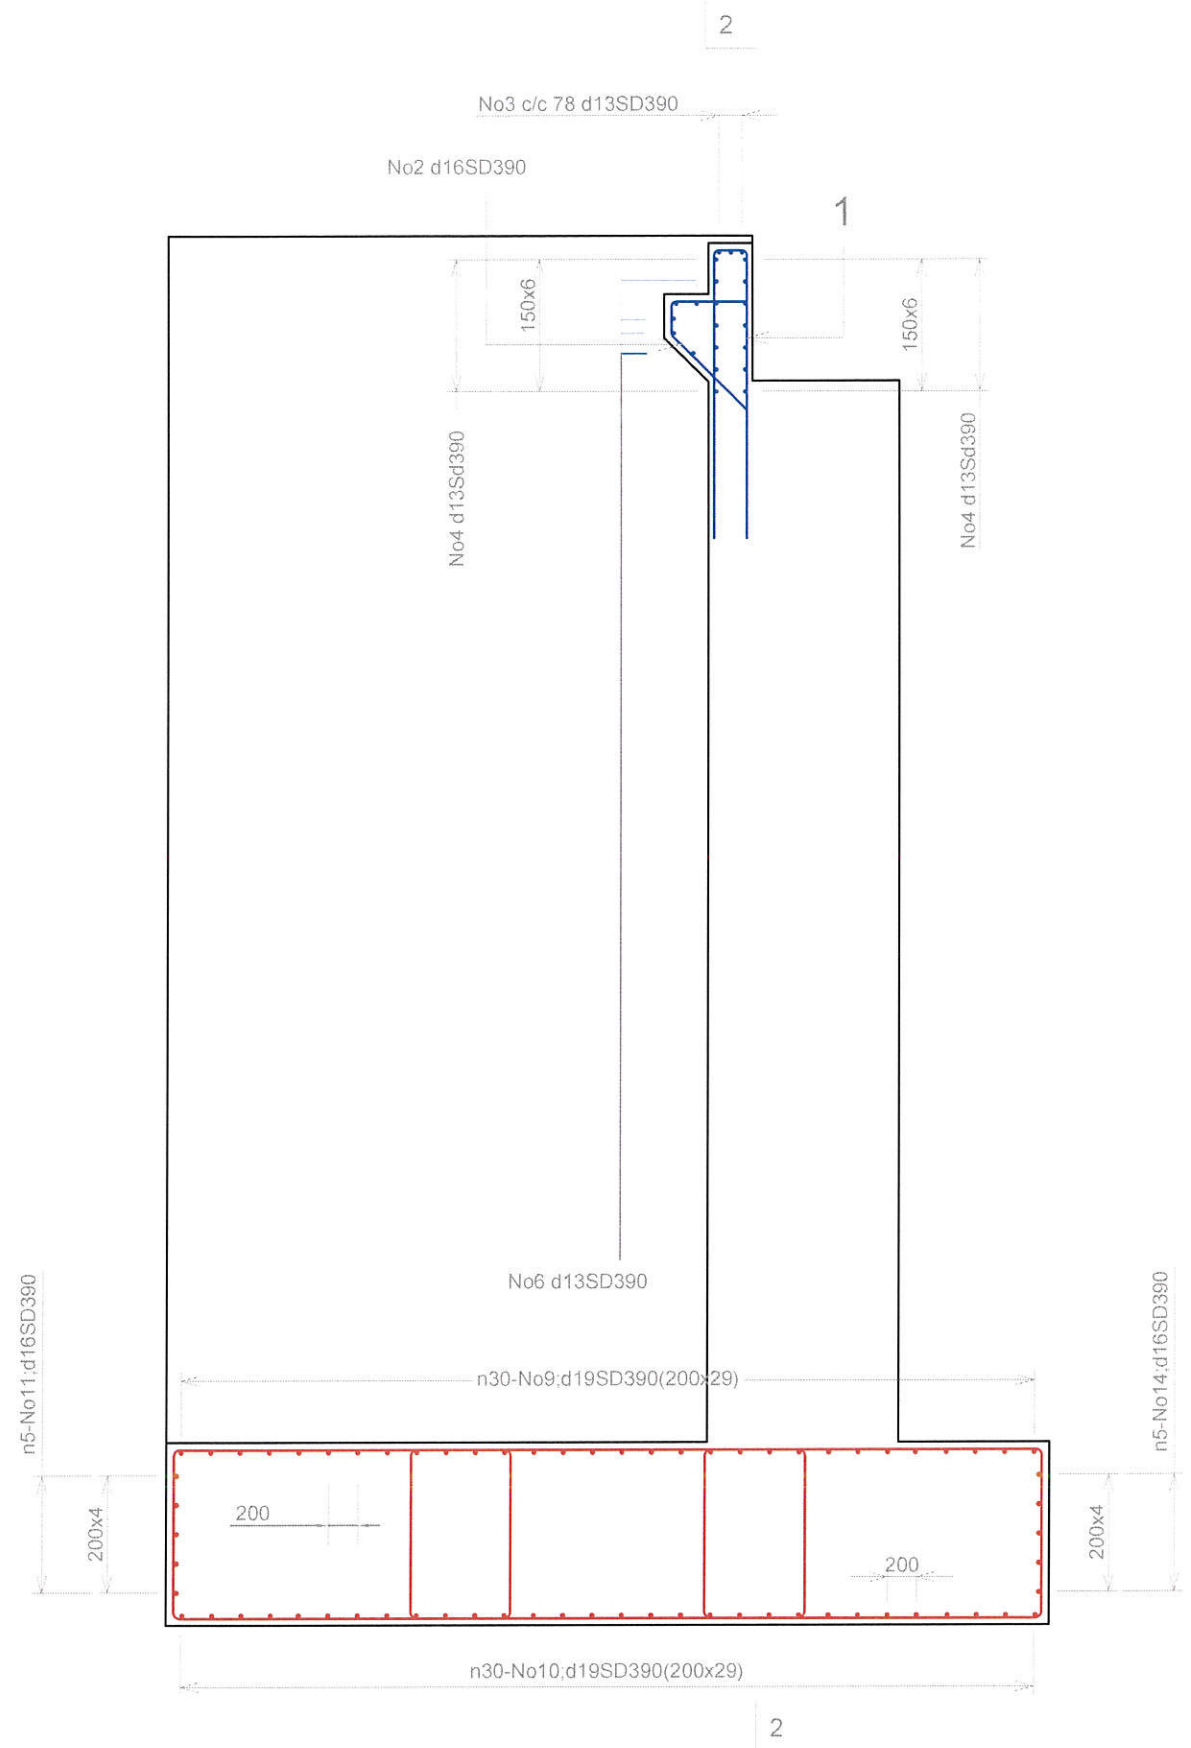 2
No3 c/c 78 d13SD390
No2 d16SD390
1
150x6
150x6
No4 d13Sd390
No4 d13Sd390
No6 d13SD390
n5-No11;d16SD390
n5-No14;d16SD390
n30-No9;d19SD390(200x29)
200
200x4
200x4
200
n30-No10;d19SD390(200x29)
2